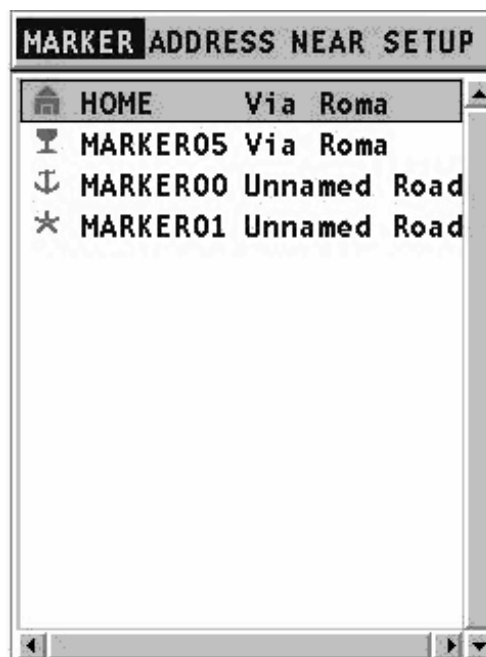 MARKER ADDRESS NEAR SETUP
HOME Via Roma
MARKER05 Via Roma
MARKER00 Unnamed Road
MARKER01 Unnamed Road